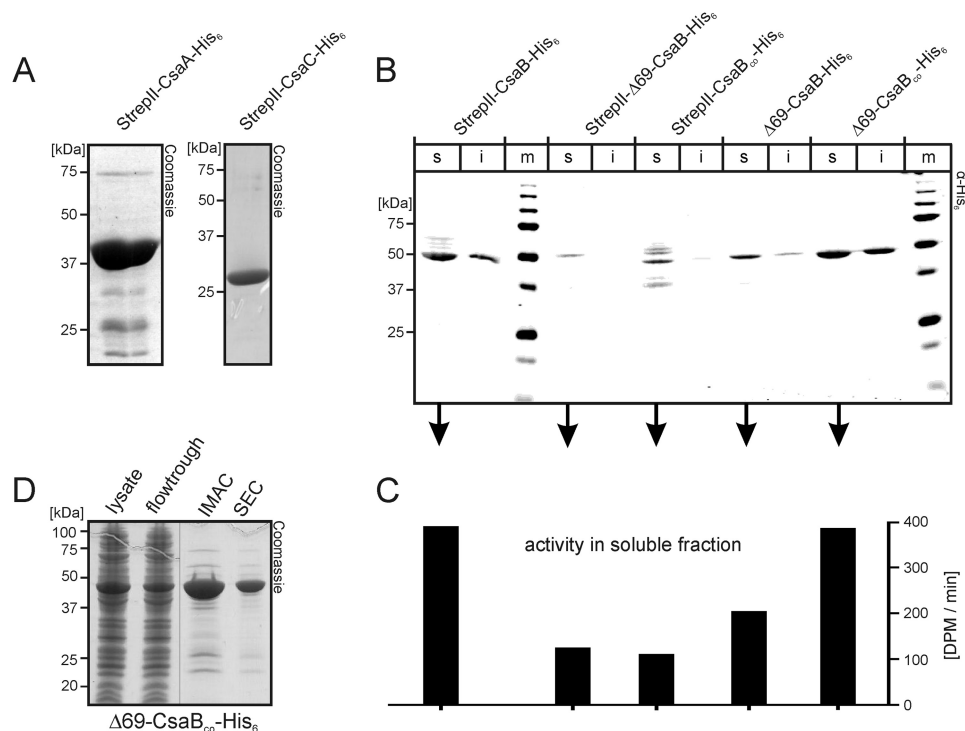 A
StrepII-CsaA-His6
StrepII-CsaC-His6
[kDa]
75
50
37
25
Coomassie
[kDa]
75
50
37
25
Coomassie
B
StrepII-CsaB-His6
StrepII-Δ69-CsaB-His6
StrepII-CsaBco-His6
Δ69-CsaB-His6
Δ69-CsaBco-His6
s i m s i s i s i s i m
[kDa]
75
50
37
25
α-HIS6
D
lysate
flowtrough
IMAC
SEC
[kDa]
100
75
50
37
25
20
Coomassie
Δ69-CsaBco-His6
C
activity in soluble fraction
400
300
200
100
0
[DPM / min]